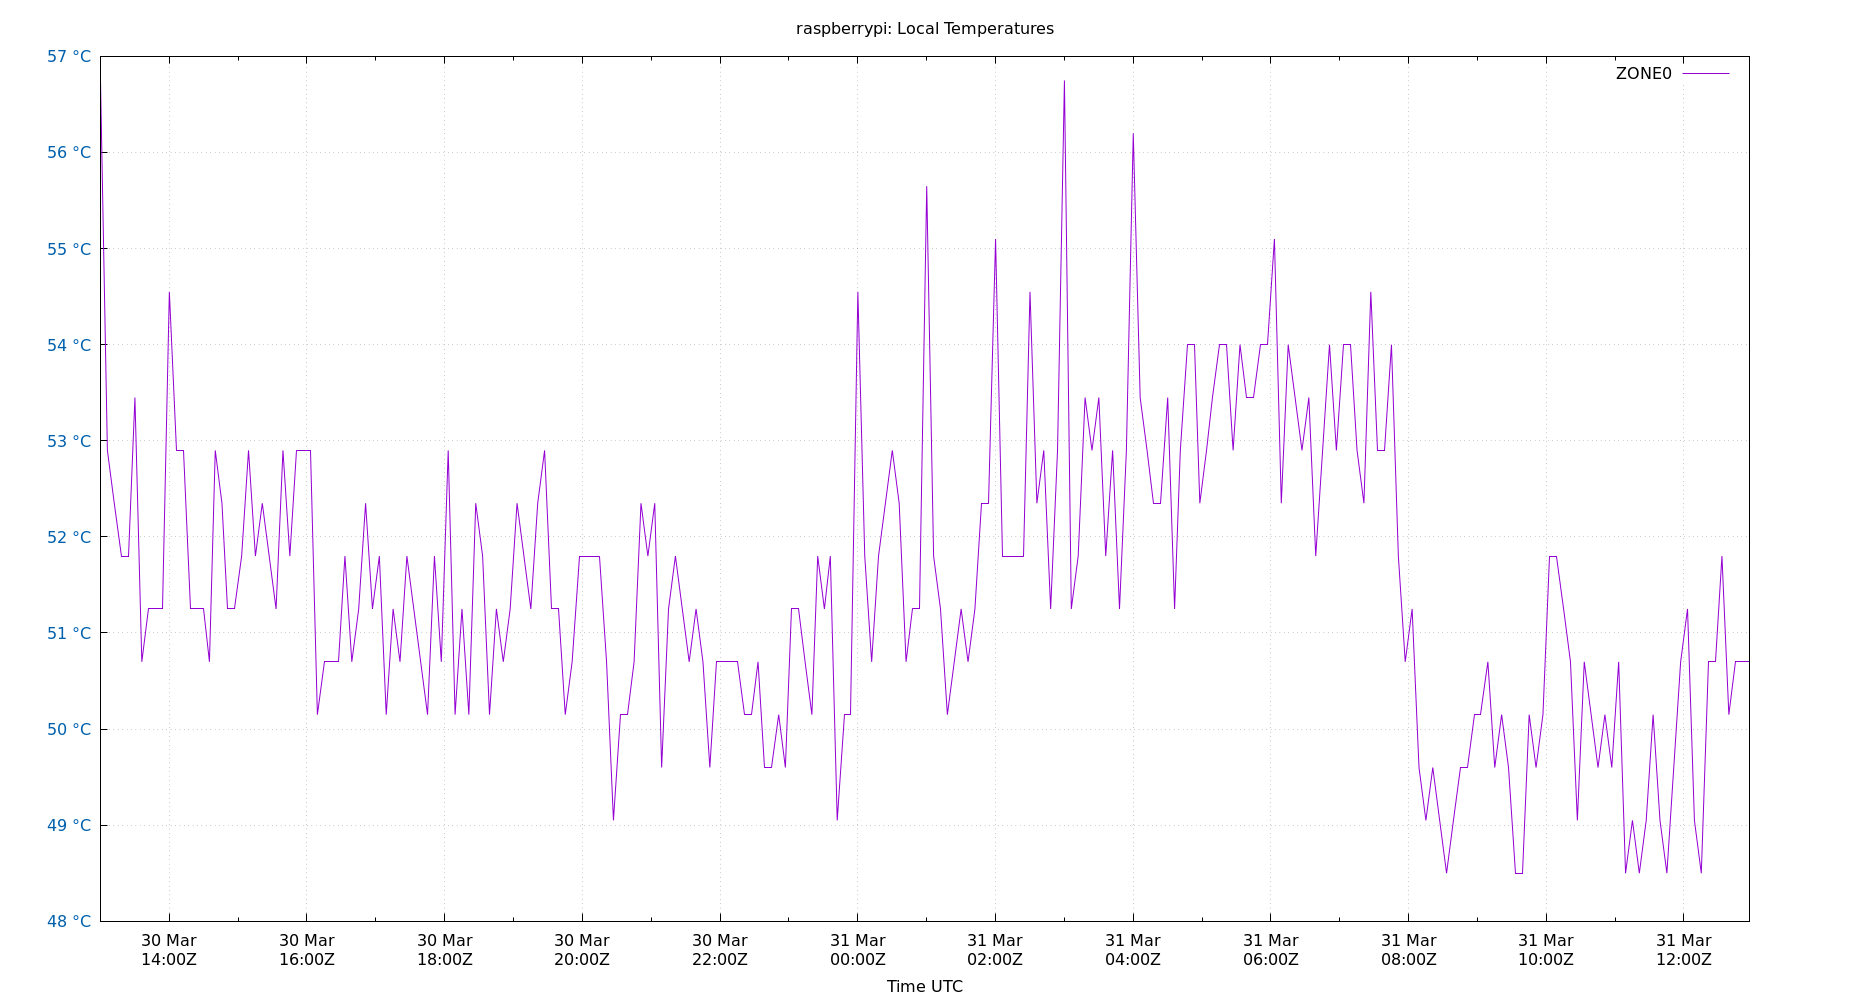 raspberrypi: Local Temperatures
57 °C
ZONE0
56 °C
55 °C
54 °C
53 °C
52 °C
51 °C
50 °C
49 °C
48 °C
30 Mar 30 Mar 30 Mar 30 Mar 30 Mar 31 Mar 31 Mar 31 Mar 31 Mar 31 Mar 31 Mar 31 Mar
14:00Z 16:00Z 18:00Z 20:00Z 22:00Z 00:00Z 02:00Z 04:00Z 06:00Z 08:00Z 10:00Z 12:00Z
Time UTC